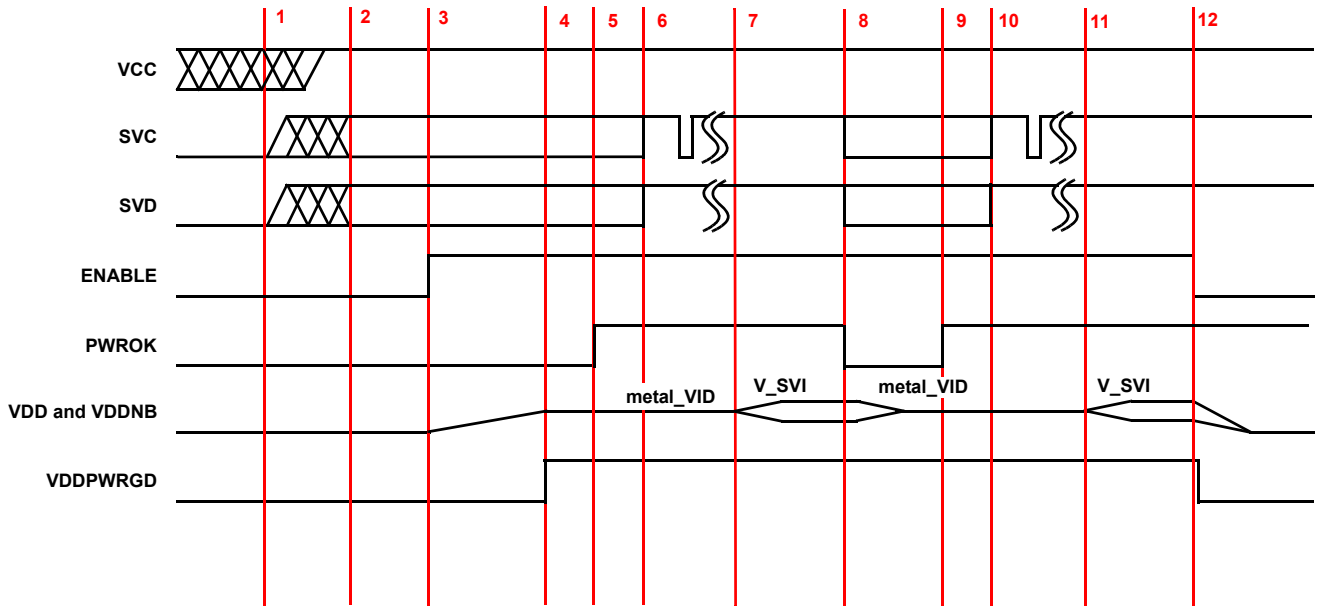 1 2 3 4 5 6 7 8 9 10 11 12
VCC
SVC
SVD
ENABLE
PWROK
metal_VID V_SVI metal_VID V_SVI
VDD and VDDNB
VDDPWRGD